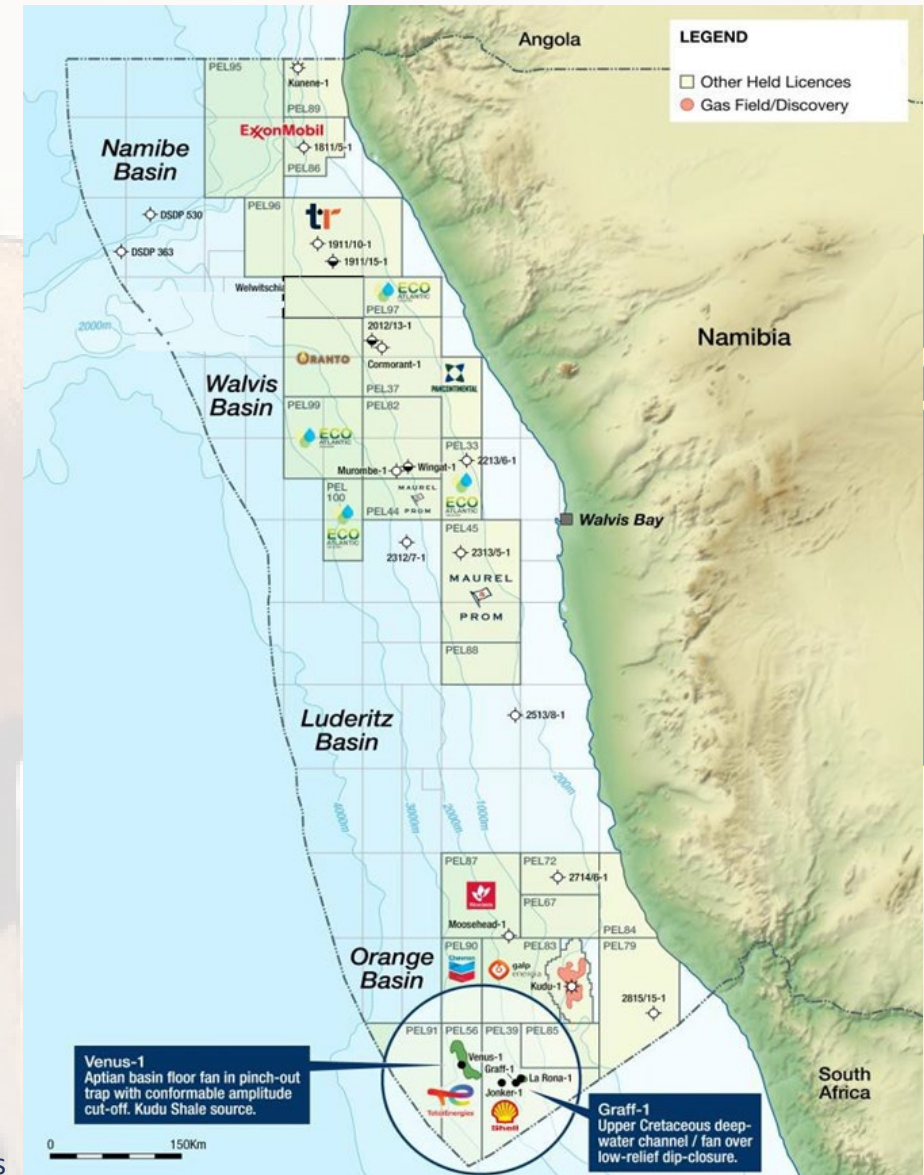 Angola
LEGEND
Other Held Licences
Gas Field/Discovery
PEL95
Kunene-1
PEL89
ExxonMobil
1811/5-1
PEL86
Namibe
Basin
DSDP 530
DSDP 363
PEL96
tr
1911/10-1
1911/15-1
Welwitschia
ECO
ATLANTIC
PEL97
2000m
2012/13-1
Cormorant-1
ORANTO
PEL37
PANCONTINENTAL
Namibia
Walvis
Basin
PEL99
PEL82
ECO
ATLANTIC
PEL33
2213/6-1
Murombe-1
Wingat-1
PEL
100
MAUREL
PROM
PEL44
ECO
ATLANTIC
ECO
ATLANTIC
Walvis Bay
PEL45
2312/7-1
2313/5-1
MAUREL
PROM
PEL88
Luderitz
Basin
2513/8-1
4000m
3000m
2000m
1000m
200m
PEL87
PEL72
2714/6-1
PEL67
Moosehead-1
PEL84
Orange
Basin
PEL90
Chevron
galp
energia
PEL83
Kudu-1
PEL79
2815/15-1
PEL91
PEL56
PEL39
PEL85
Venus-1
Graff-1
La Rona-1
Jonker-1
TotalEnergies
Shell
Venus-1
Aptian basin floor fan in pinch-out
trap with conformable amplitude
cut-off. Kudu Shale source.
Graff-1
Upper Cretaceous deep-
water channel / fan over
low-relief dip-closure.
South
Africa
0
150Km